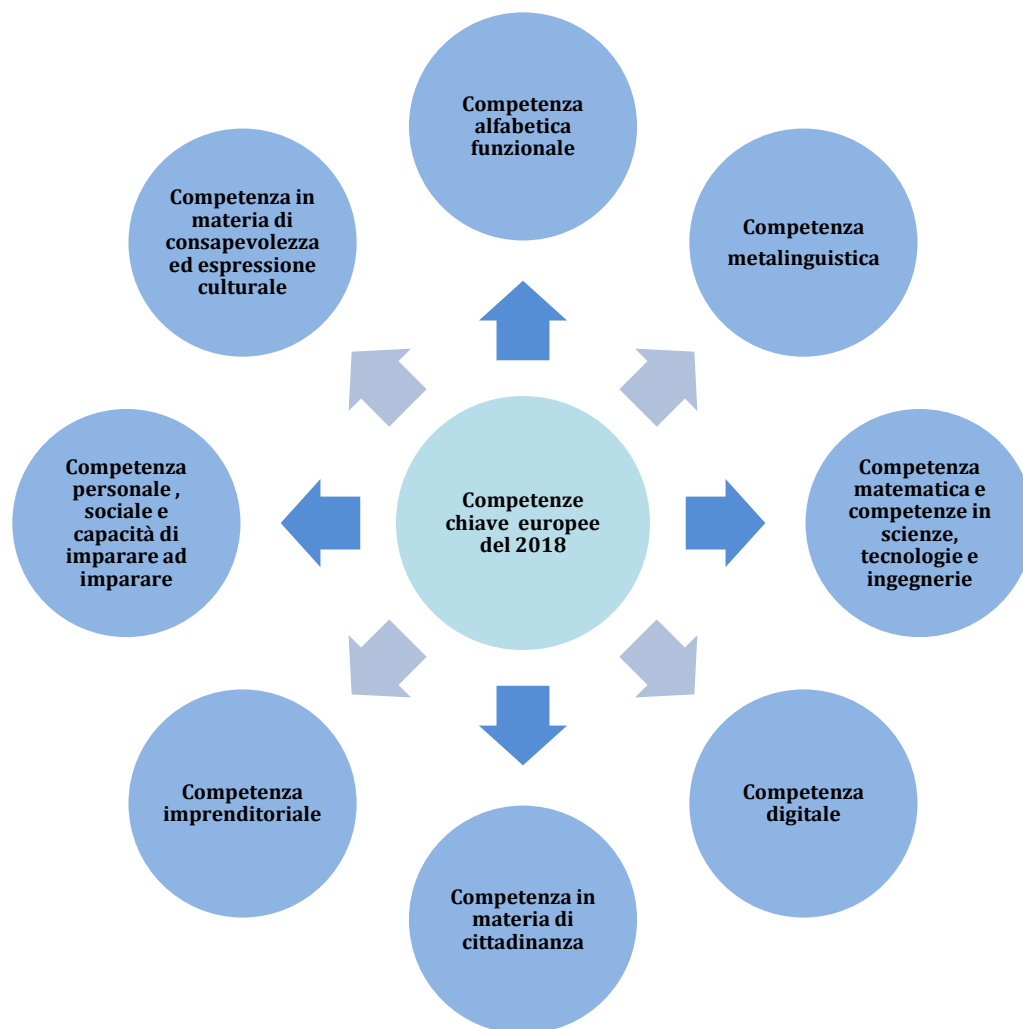 Competenza
alfabetica
funzionale
Competenza
metalinguistica
Competenza
matematica e
competenze in
scienze,
tecnologie e
ingegnerie
Competenza
digitale
Competenza in
materia di
cittadinanza
Competenza
imprenditoriale
Competenza
personale ,
sociale e
capacità di
imparare ad
imparare
Competenza in
materia di
consapevolezza
ed espressione
culturale
Competenze
chiave europee
del 2018